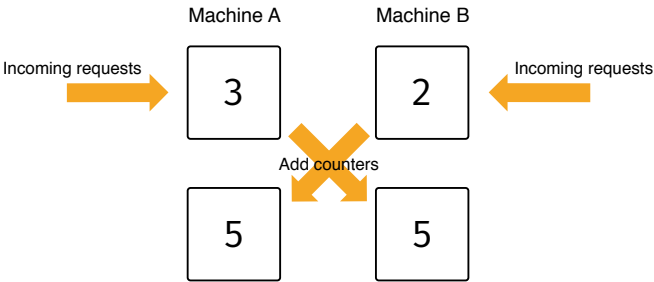 Machine A
Machine B
Incoming requests
3
2
Incoming requests
Add counters
5
5